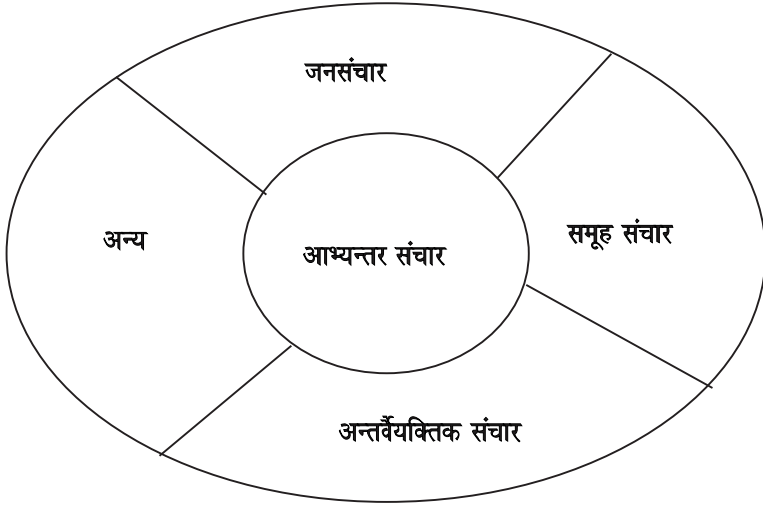 जनसंचार
अन्य
समूह संचार
आभ्यन्तर संचार
अन्तर्वैयक्तिक संचार